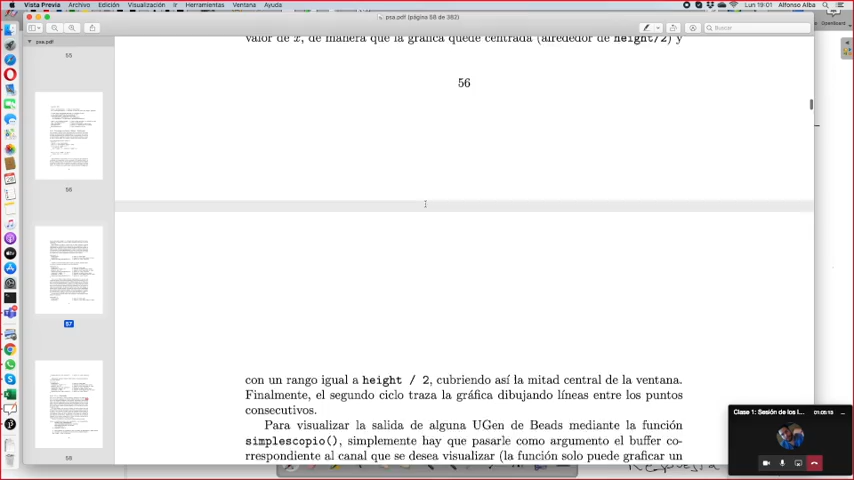 Vista Previa Archivo Edición Visualización Ir Herramientas Ventana Ayuda
Lun 19:01 Alfonso Alba
psa.pdf (página 58 de 392)
Buscar
OpenBoard
psa.pdf
55
56
57
58
valor de x, de manera que la gráfica quede centrada (alrededor de height/2) y
56
con un rango igual a height / 2, cubriendo así la mitad central de la ventana.
Finalmente, el segundo ciclo traza la gráfica dibujando líneas entre los puntos
consecutivos.
Para visualizar la salida de alguna UGen de Beads mediante la función
simplescopio(), simplemente hay que pasarle como argumento el buffer co-
rrespondiente al canal que se desea visualizar (la función solo puede graficar un
Clase 1: Sesión de los l...